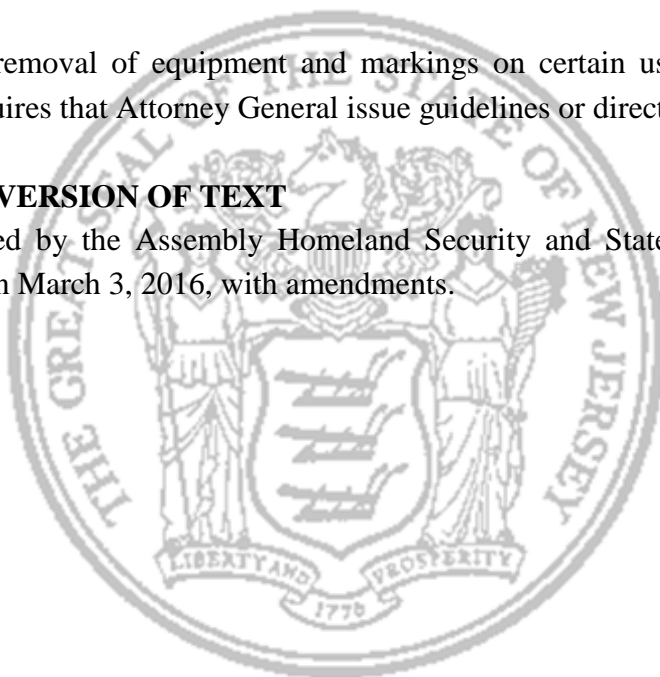 removal of equipment and markings on certain us
uires that Attorney General issue guidelines or direct
VERSION OF TEXT
ed by the Assembly Homeland Security and State
n March 3, 2016, with amendments.
THE GREAT SEAL OF THE STATE OF NEW JERSEY
LIBERTY AND PROSPERITY
1776